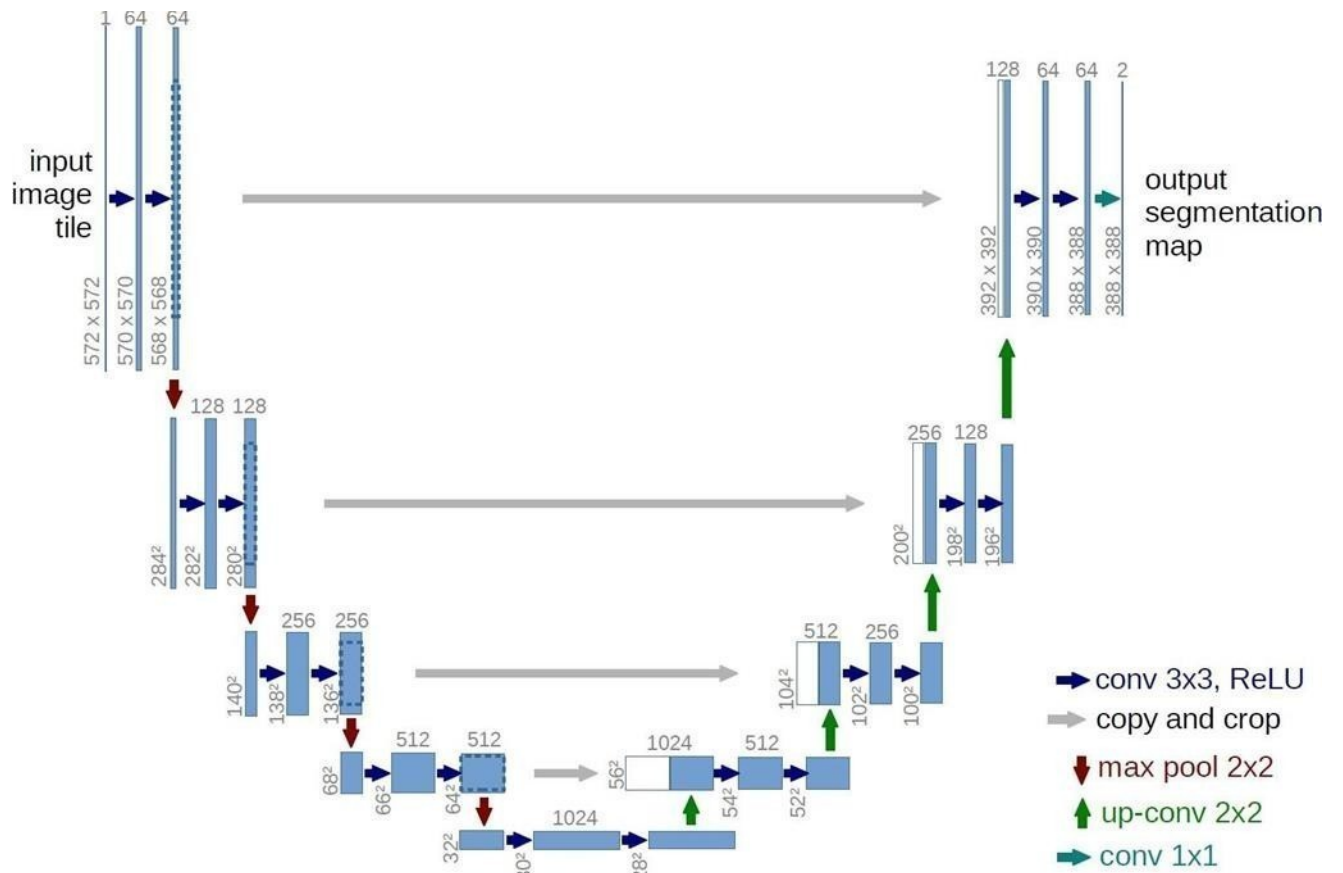 1 64 64
128 64 64 2
input
image
tile
output
segmentation
map
572 x 572
570 x 570
568 x 568
392 x 392
390 x 390
388 x 388
388 x 388
128 128
256 128
284²
282²
280²
200²
198²
196²
256 256
512 256
140²
138²
136²
104²
102²
100²
conv 3x3, ReLU
copy and crop
max pool 2x2
up-conv 2x2
conv 1x1
512 512
1024 512
68²
66²
64²
56²
54²
52²
1024
32²